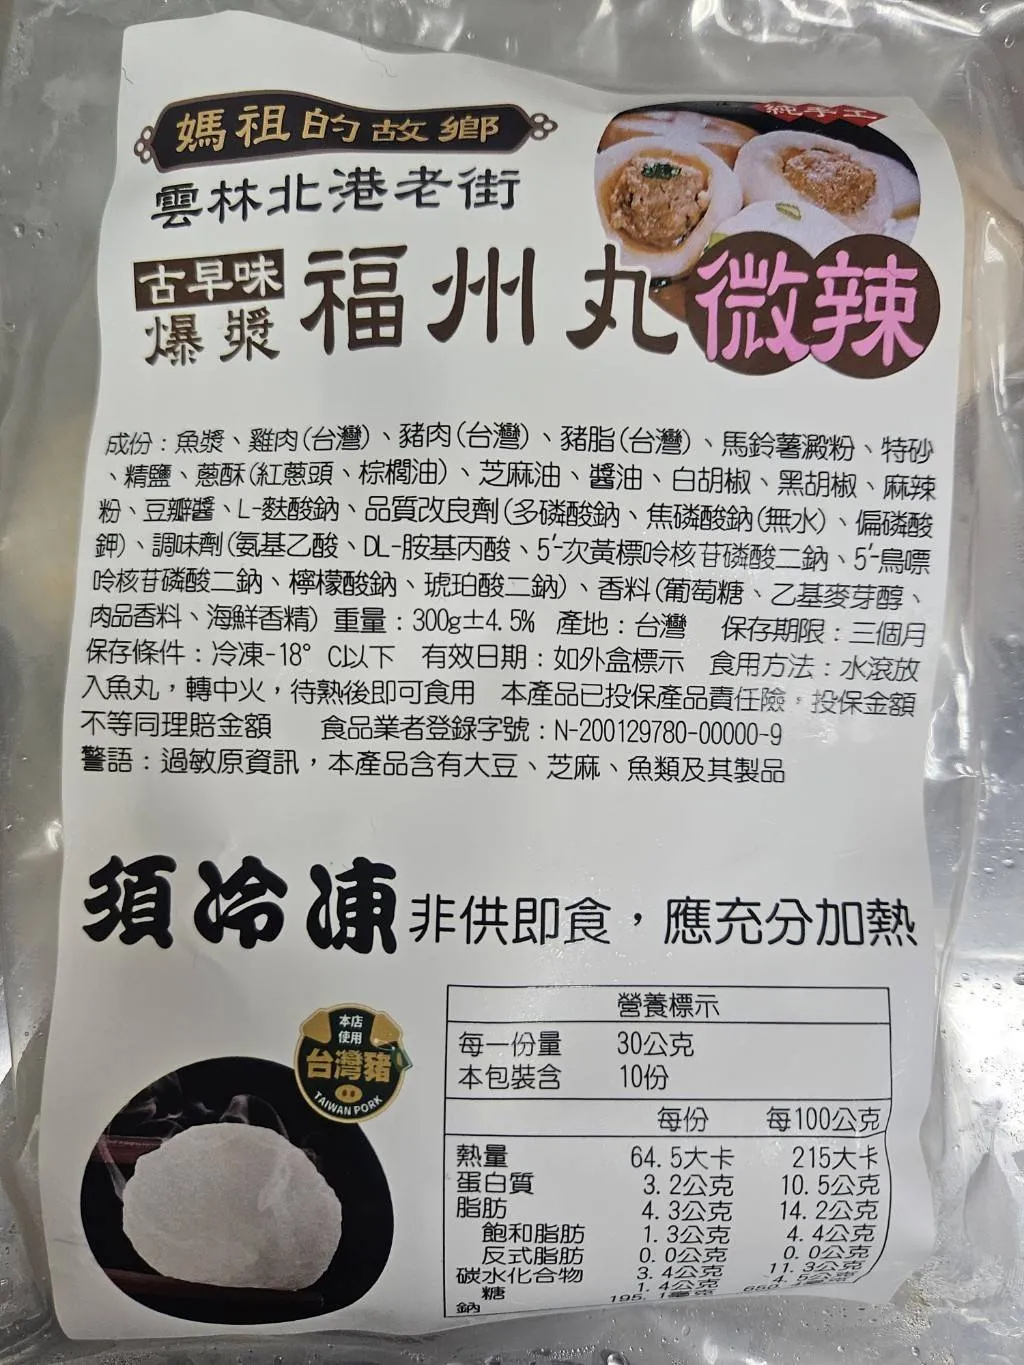 媽祖的故鄉
純手工
雲林北港老街
古早味
爆漿
福州丸
微辣
成份：魚漿、雞肉(台灣)、豬肉(台灣)、豬脂(台灣)、馬鈴薯澱粉、特砂
、精鹽、蔥酥(紅蔥頭、棕櫚油)、芝麻油、醬油、白胡椒、黑胡椒、麻辣
粉、豆瓣醬、L-麩酸鈉、品質改良劑(多磷酸鈉、焦磷酸鈉(無水)、偏磷酸
鉀)、調味劑(氨基乙酸、DL-胺基丙酸、5'-次黃標呤核苷磷酸二鈉、5'-鳥嘌
呤核苷磷酸二鈉、檸檬酸鈉、琥珀酸二鈉)、香料(葡萄糖、乙基麥芽醇、
肉品香料、海鮮香精) 重量：300g±4.5% 產地：台灣 保存期限：三個月
保存條件：冷凍-18° C以下 有效日期：如外盒標示 食用方法：水滾放
入魚丸，轉中火，待熟後即可食用 本產品已投保產品責任險，投保金額
不等同理賠金額 食品業者登錄字號：N-200129780-00000-9
警語：過敏原資訊，本產品含有大豆、芝麻、魚類及其製品
須冷凍 非供即食，應充分加熱
本店
使用
台灣豬
TAIWAN PORK
營養標示
每一份量 30公克
本包裝含 10份
每份 每100公克
熱量 64.5大卡 215大卡
蛋白質 3.2公克 10.5公克
脂肪 4.3公克 14.2公克
飽和脂肪 1.3公克 4.4公克
反式脂肪 0.0公克 0.0公克
碳水化合物 3.4公克 11.3公克
糖 1.4公克 4.5公克
鈉 195.1毫克